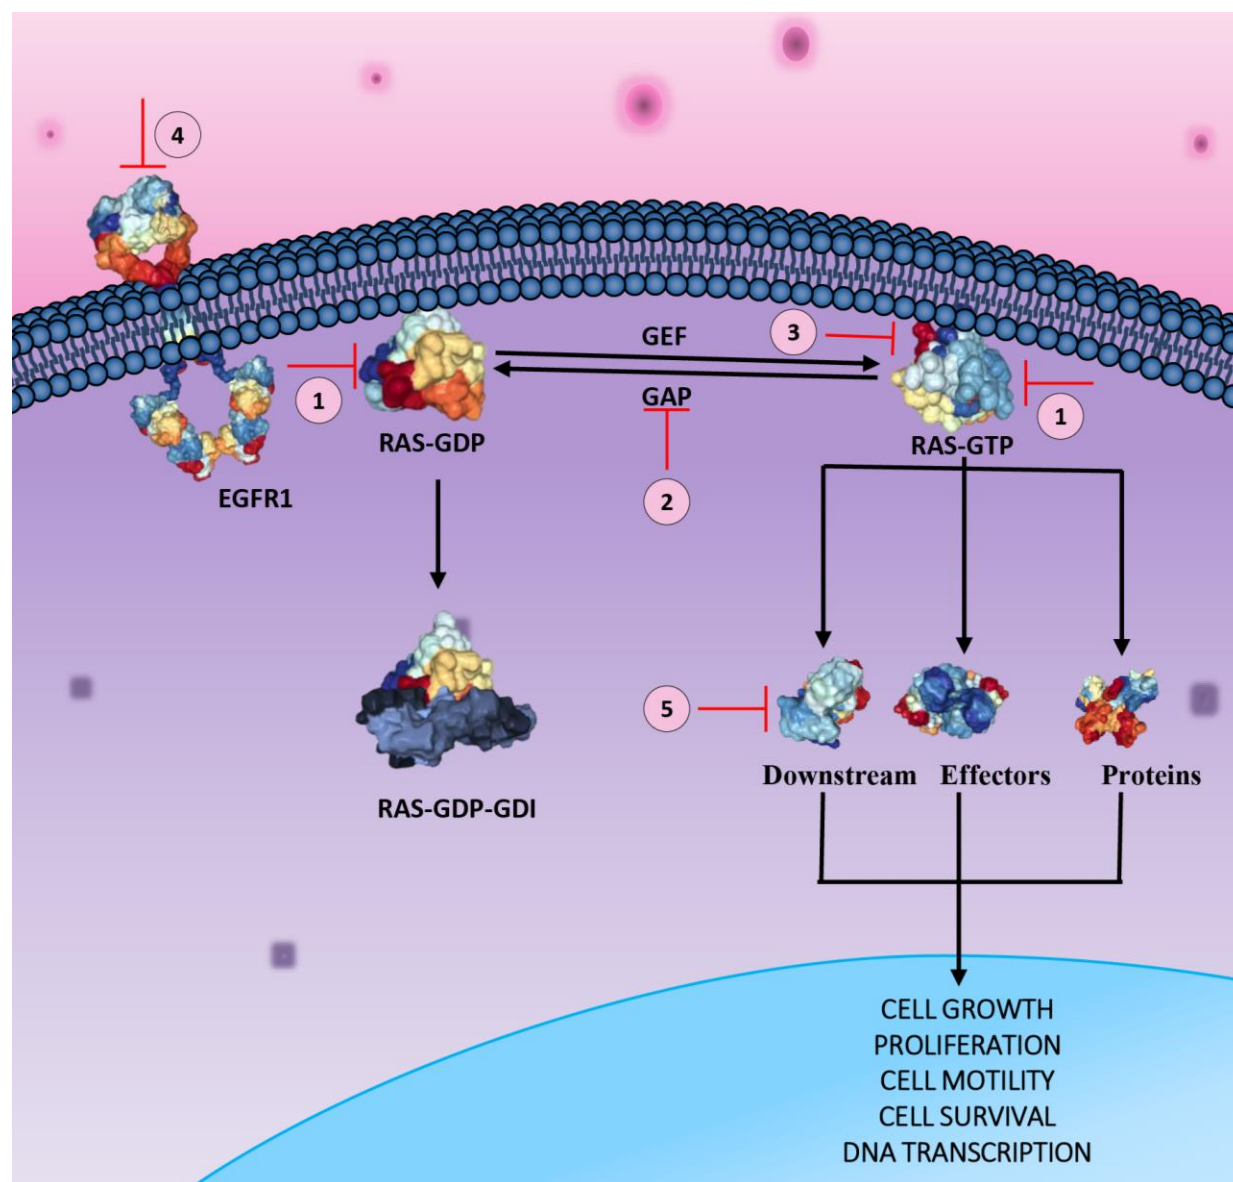 4
GEF
3
GAP
1
1
RAS-GDP
RAS-GTP
EGFR1
2
5
Downstream Effectors Proteins
RAS-GDP-GDI
CELL GROWTH
PROLIFERATION
CELL MOTILITY
CELL SURVIVAL
DNA TRANSCRIPTION